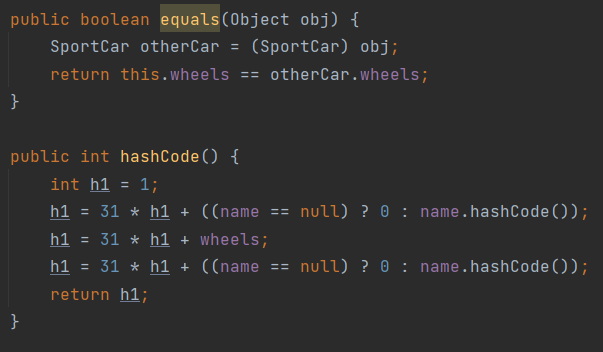 public boolean equals(Object obj) {
    SportCar otherCar = (SportCar) obj;
    return this.wheels == otherCar.wheels;
}

public int hashCode() {
    int h1 = 1;
    h1 = 31 * h1 + ((name == null) ? 0 : name.hashCode());
    h1 = 31 * h1 + wheels;
    h1 = 31 * h1 + ((name == null) ? 0 : name.hashCode());
    return h1;
}